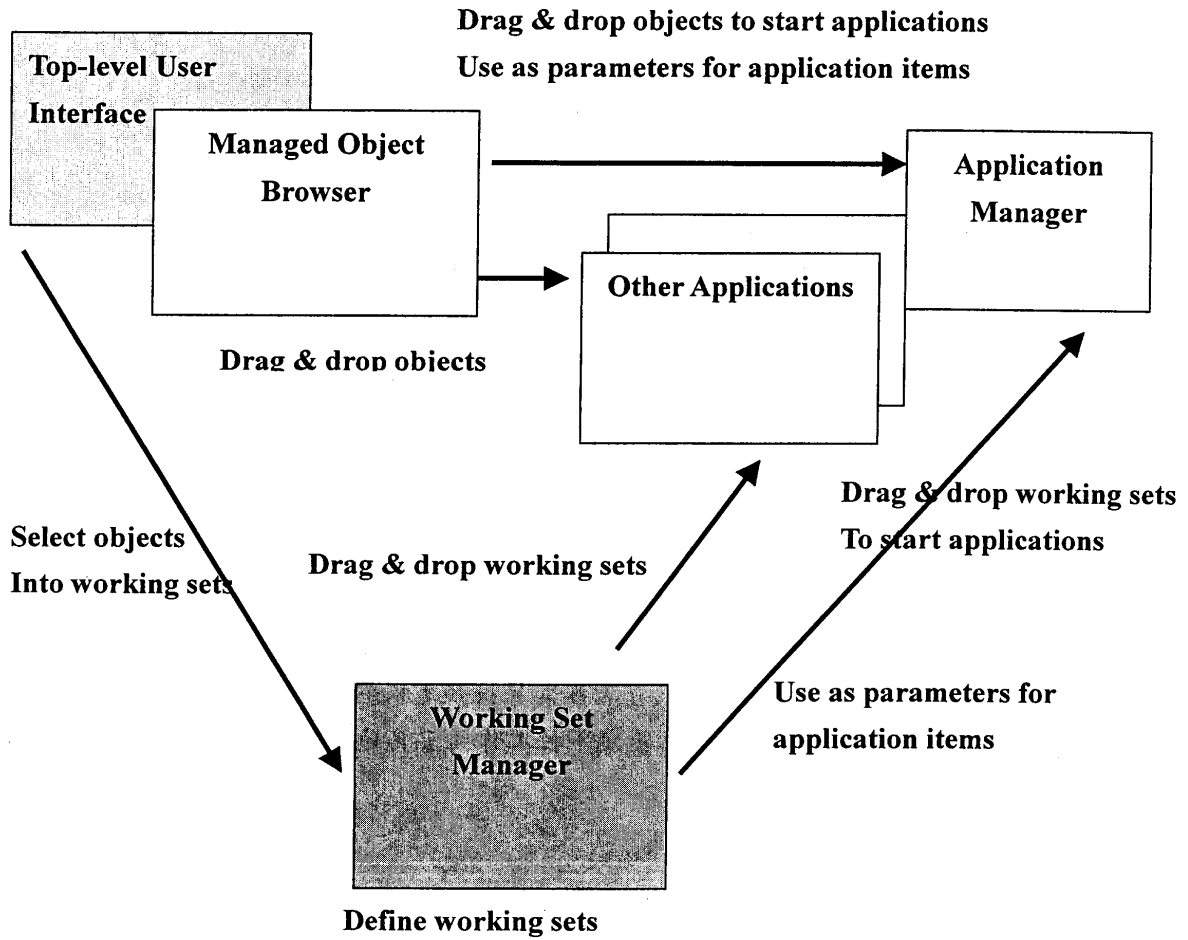 Drag & drop objects to start applications
Use as parameters for application items
Top-level User
Interface
Managed Object
Browser
Application
Manager
Other Applications
Drag & drop objects
Drag & drop working sets
To start applications
Select objects
Into working sets
Drag & drop working sets
Use as parameters for
application items
Working Set
Manager
Define working sets